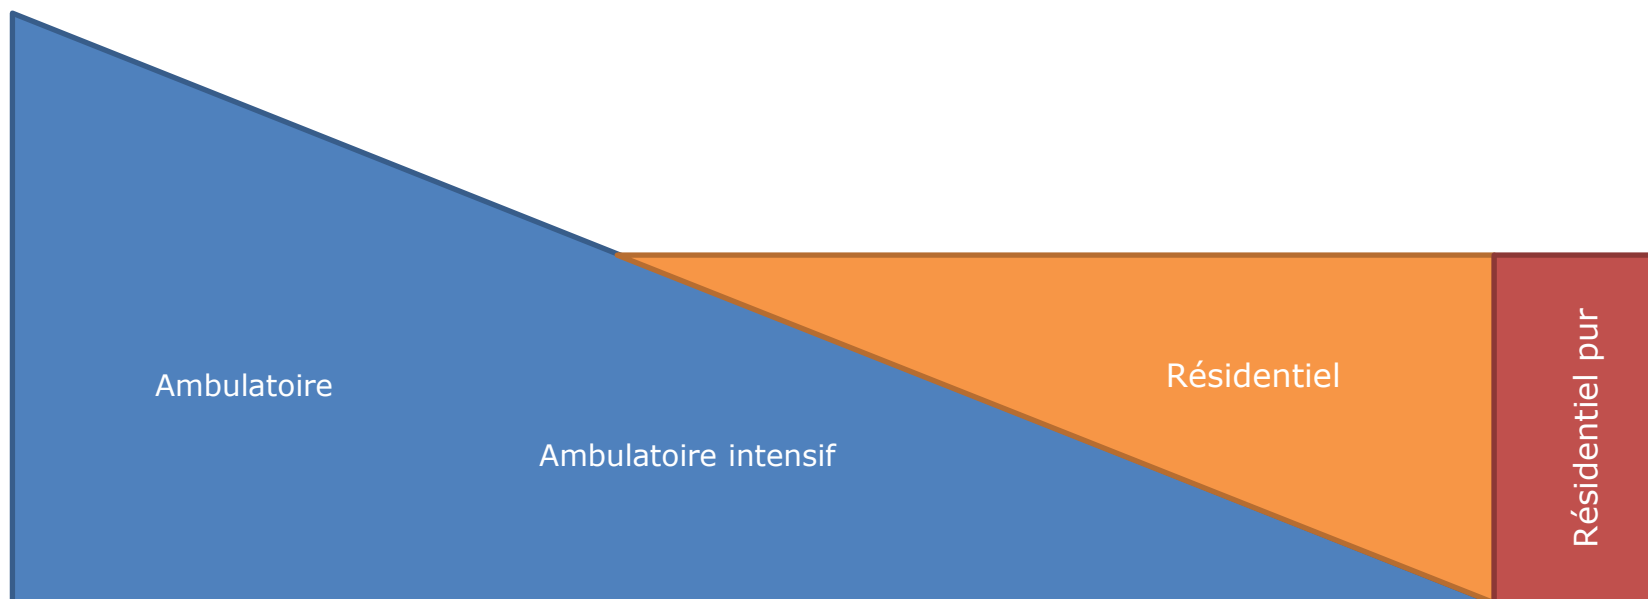 Ambulatoire
Ambulatoire intensif
Résidentiel
Résidentiel pur